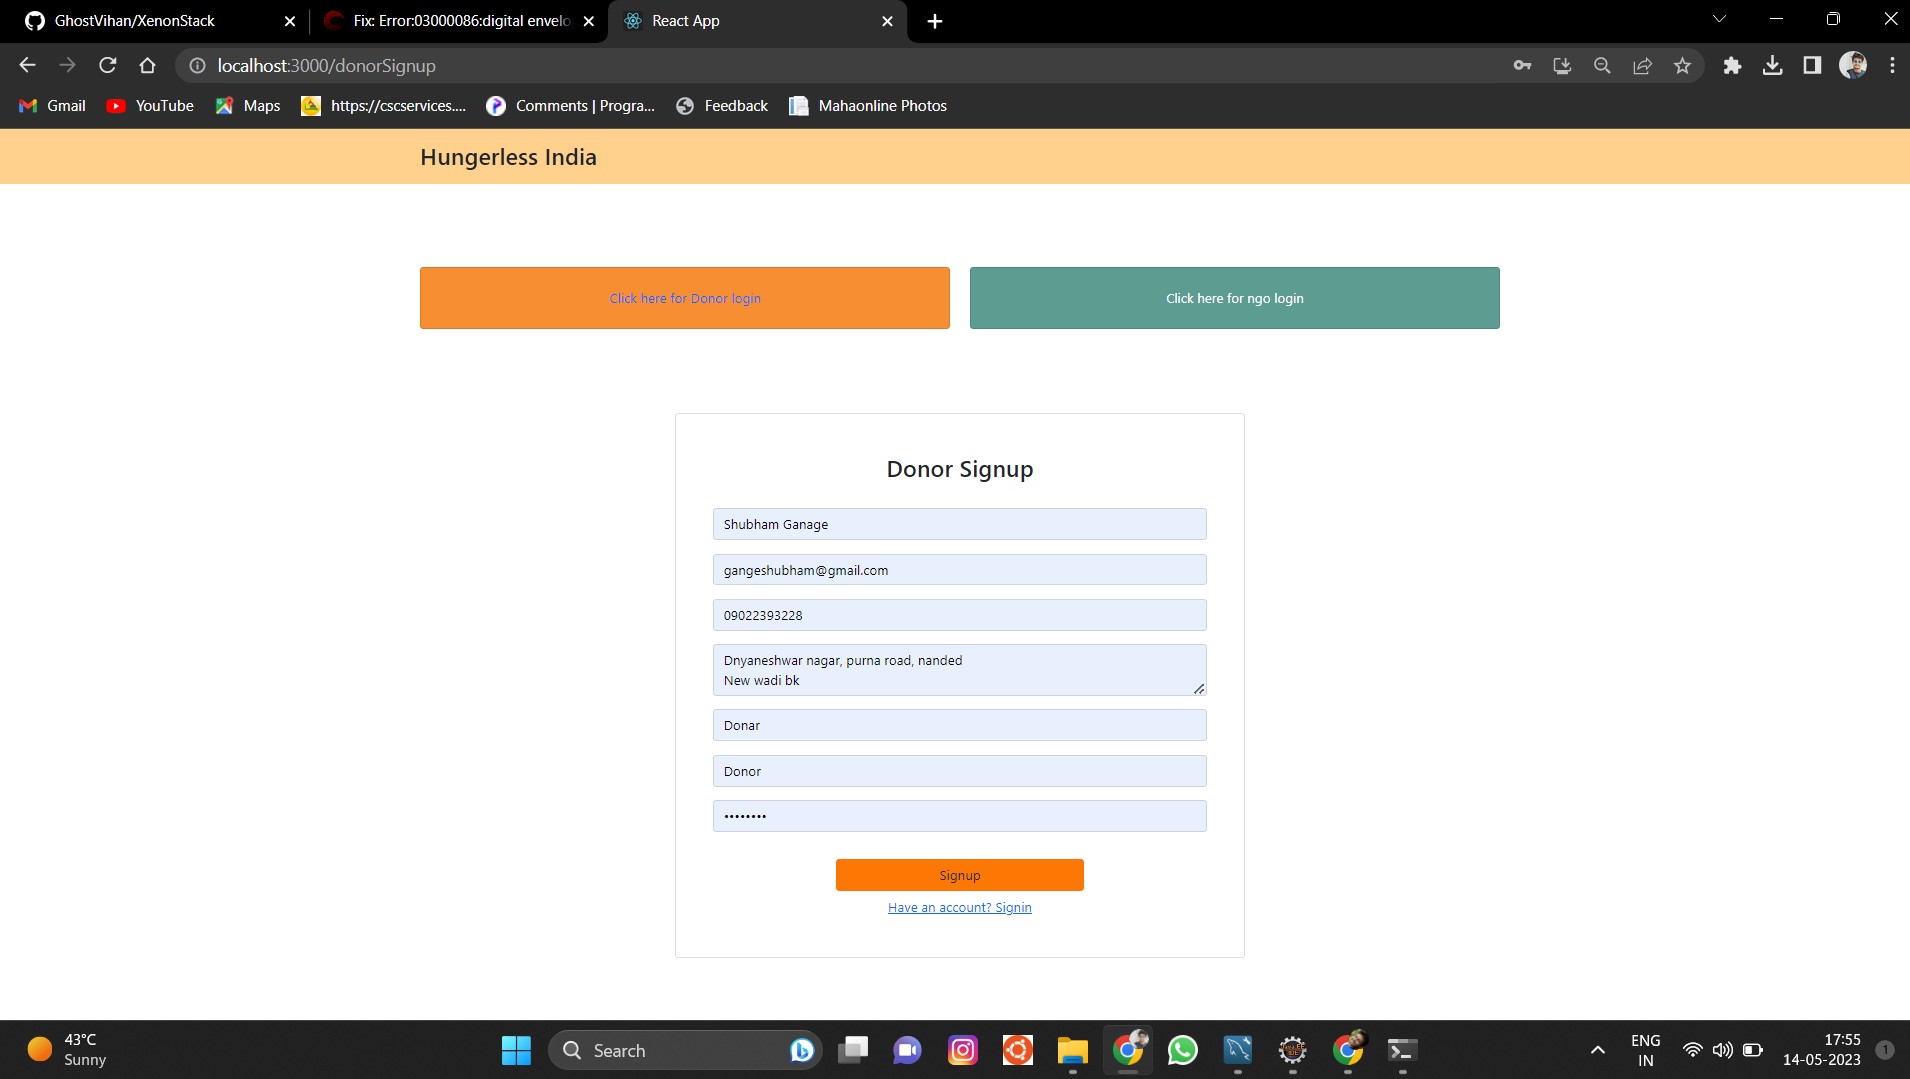 GhostVihan/XenonStack
Fix: Error:03000086:digital envelo
React App
localhost:3000/donorSignup
Gmail
YouTube
Maps
https://cscservices....
Comments | Progra...
Feedback
Mahaonline Photos
Hungerless India
Click here for Donor login
Click here for ngo login
Donor Signup
Shubham Ganage
gangeshubham@gmail.com
09022393228
Dnyaneshwar nagar, purna road, nanded
New wadi bk
Donar
Donor
••••••••
Signup
Have an account? Signin
43°C
Sunny
Search
ENG
IN
17:55
14-05-2023
1